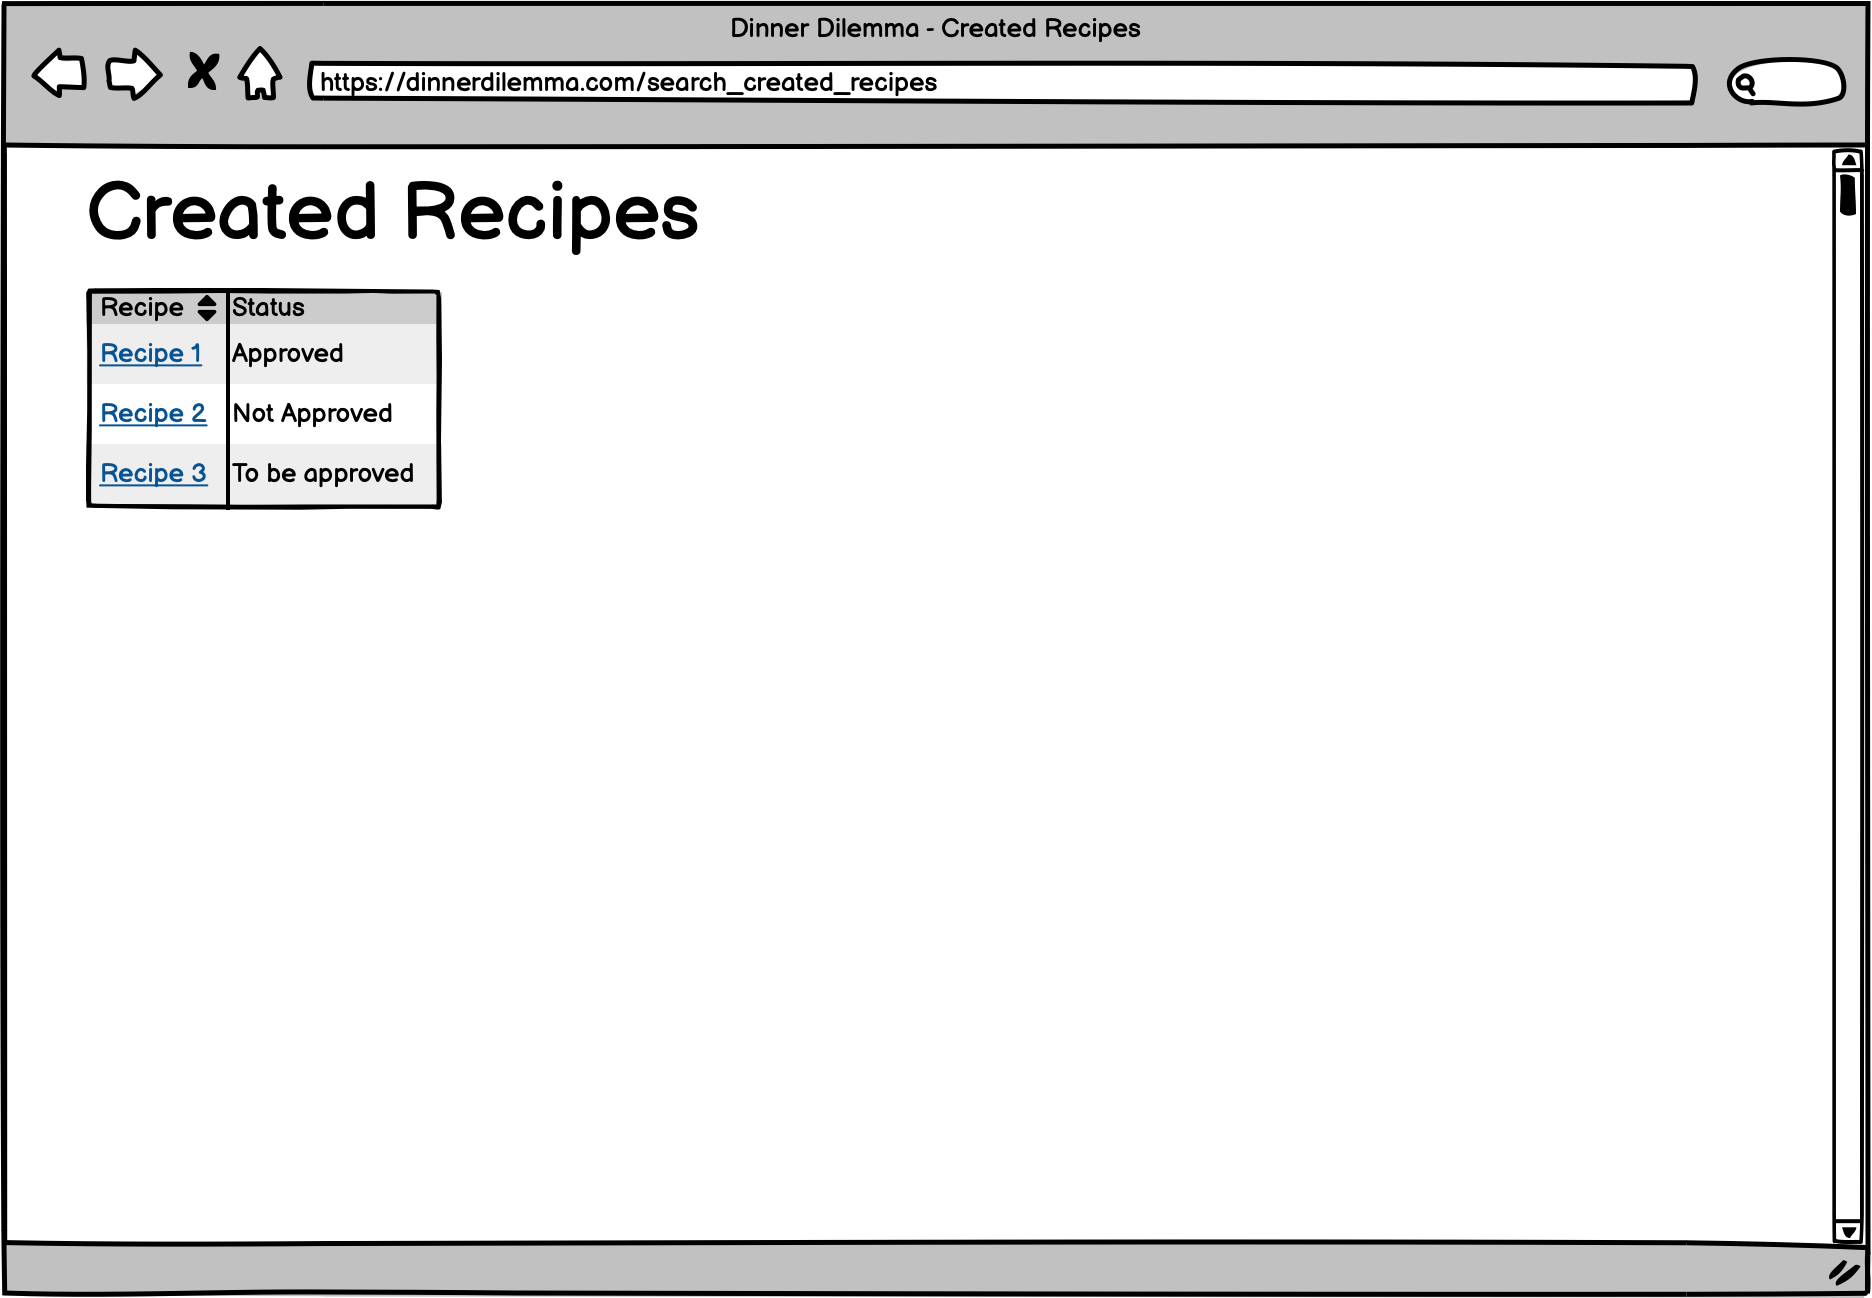 Dinner Dilemma - Created Recipes
https://dinnerdilemma.com/search_created_recipes
Created Recipes
Recipe Status
Recipe 1 Approved
Recipe 2 Not Approved
Recipe 3 To be approved